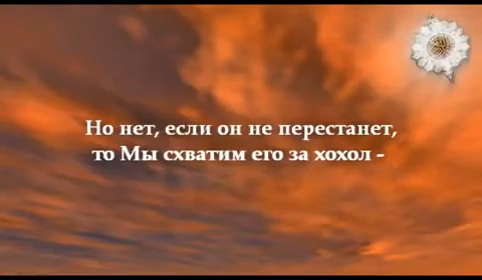 Но нет, если он не перестанет,
то Мы схватим его за хохол -